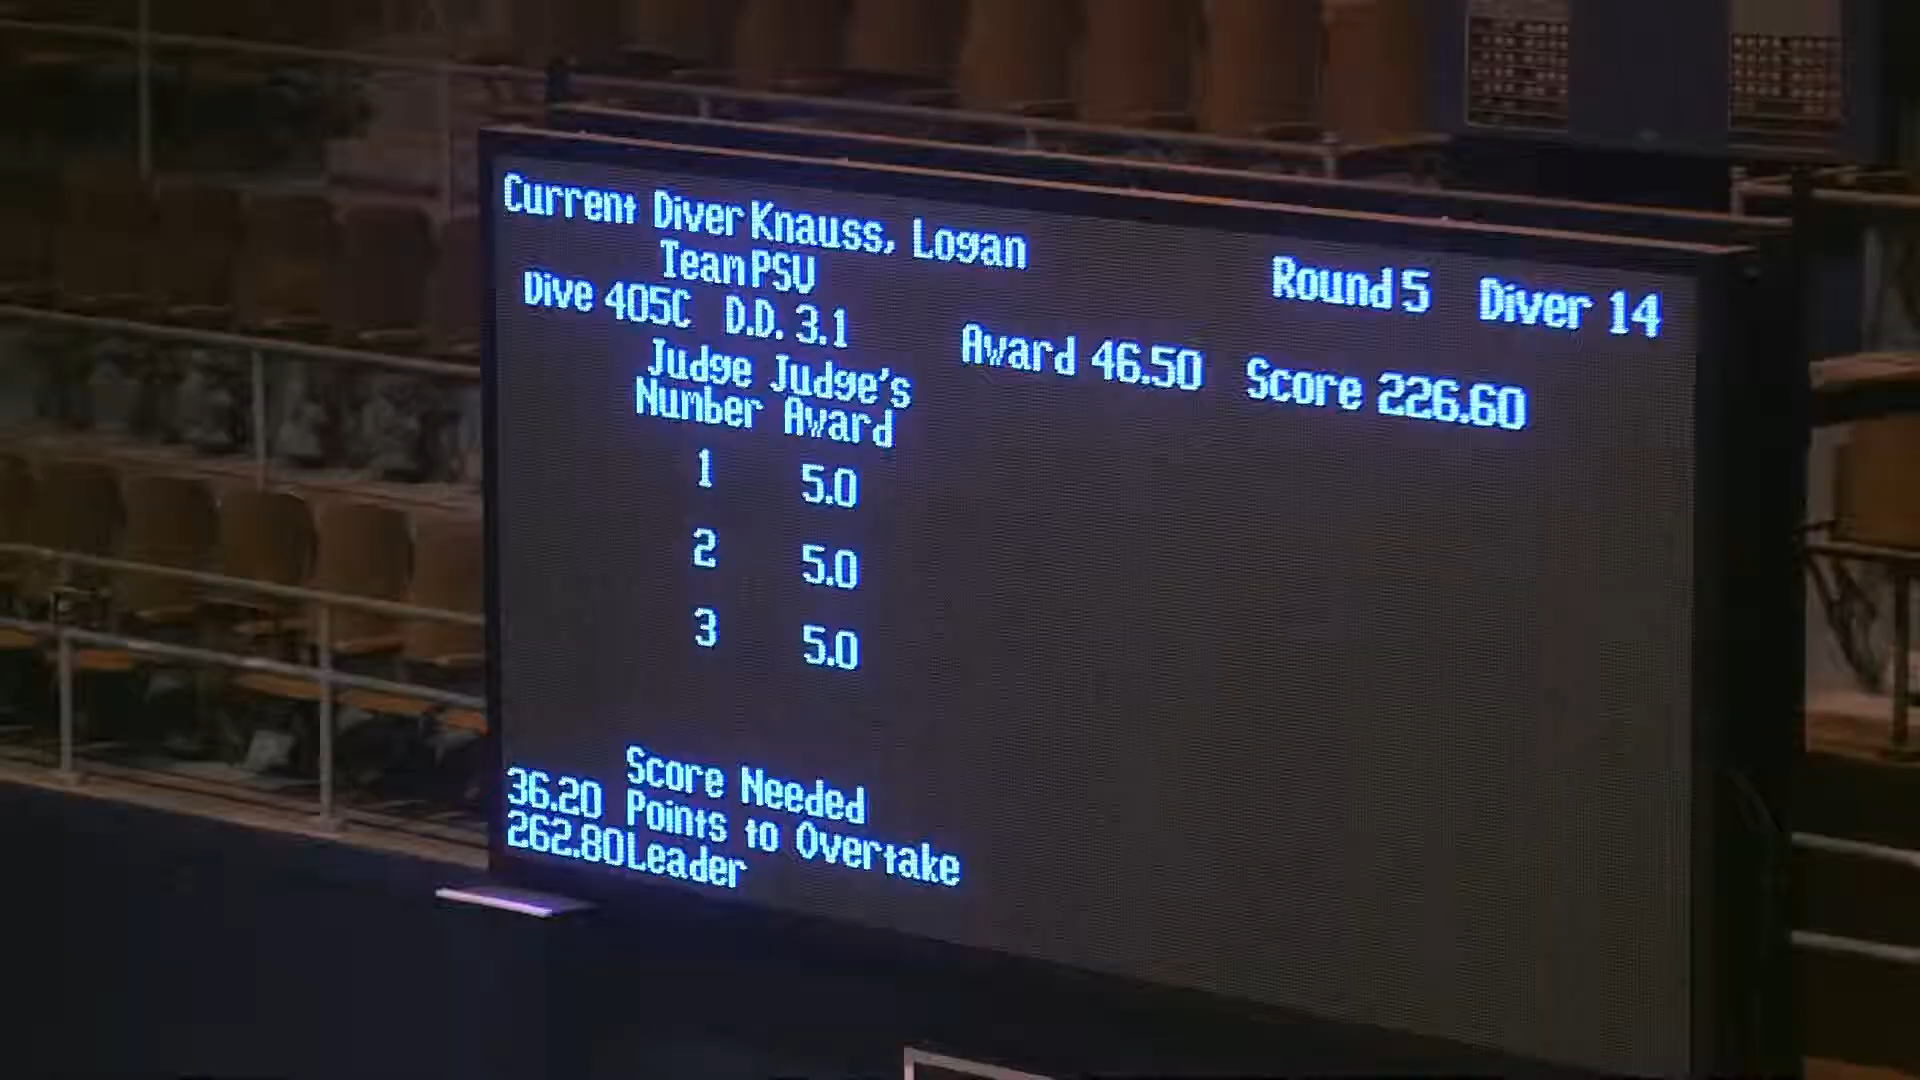 Current Diver Knauss, Logan
Round 5 Diver 14
Team PSU
Dive 405C D.D. 3.1
Award 46.50 Score 226.60
Judge Judge's
Number Award
1 5.0
2 5.0
3 5.0
Score Needed
36.20 Points to Overtake
262.80 Leader